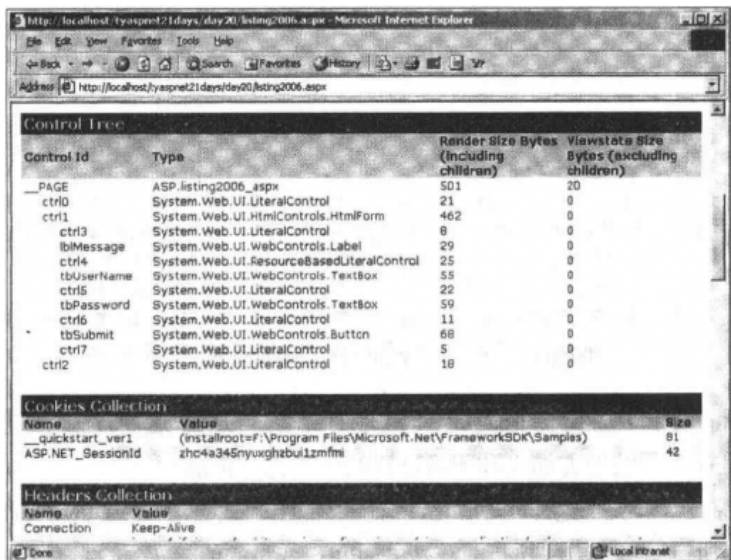 http://localhost/tyaspnet21days/day20/listing2006.aspx - Microsoft Internet Explorer
File Edit View Favorites Tools Help
Back Search Favorites History
Address http://localhost/tyaspnet21days/day20/listing2006.aspx
Control Tree
Control Id Type Render Size Bytes (including children) Viewstate Size Bytes (excluding children)
__PAGE ASP.listing2006_aspx 501 20
ctrl0 System.Web.UI.LiteralControl 21 0
ctrl1 System.Web.UI.HtmlControls.HtmlForm 462 0
ctrl3 System.Web.UI.LiteralControl 8 0
lblMessage System.Web.UI.WebControls.Label 29 0
ctrl4 System.Web.UI.ResourceBasedLiteralControl 25 0
tbUserName System.Web.UI.WebControls.TextBox 55 0
ctrl5 System.Web.UI.LiteralControl 22 0
tbPassword System.Web.UI.WebControls.TextBox 59 0
ctrl6 System.Web.UI.LiteralControl 11 0
tbSubmit System.Web.UI.WebControls.Button 68 0
ctrl7 System.Web.UI.LiteralControl 5 0
ctrl2 System.Web.UI.LiteralControl 18 0
Cookies Collection
Name Value Size
__quickstart_ver1 (installroot=F:\Program Files\Microsoft.Net\FrameworkSDK\Samples) 81
ASP.NET_SessionId zhc4a345nyuxghzbui1zmfmi 42
Headers Collection
Name Value
Connection Keep-Alive
Done Local intranet